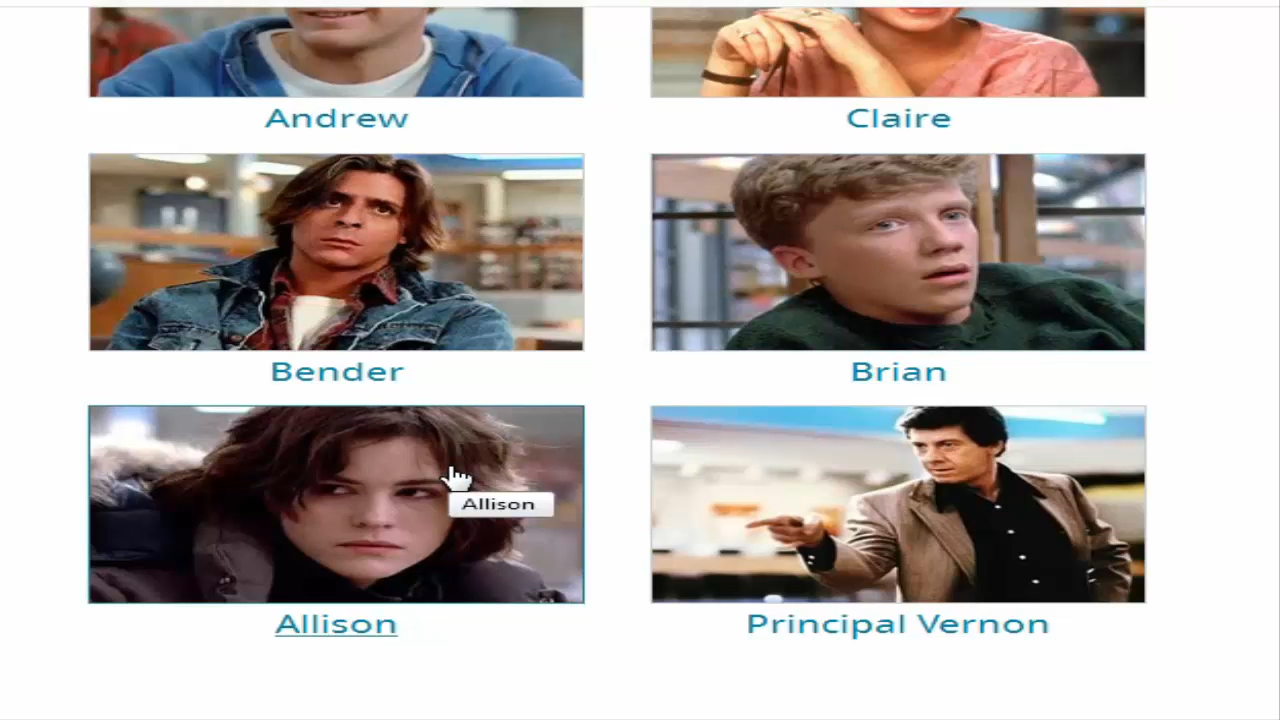 Andrew
Claire
Bender
Brian
Allison
Allison
Principal Vernon